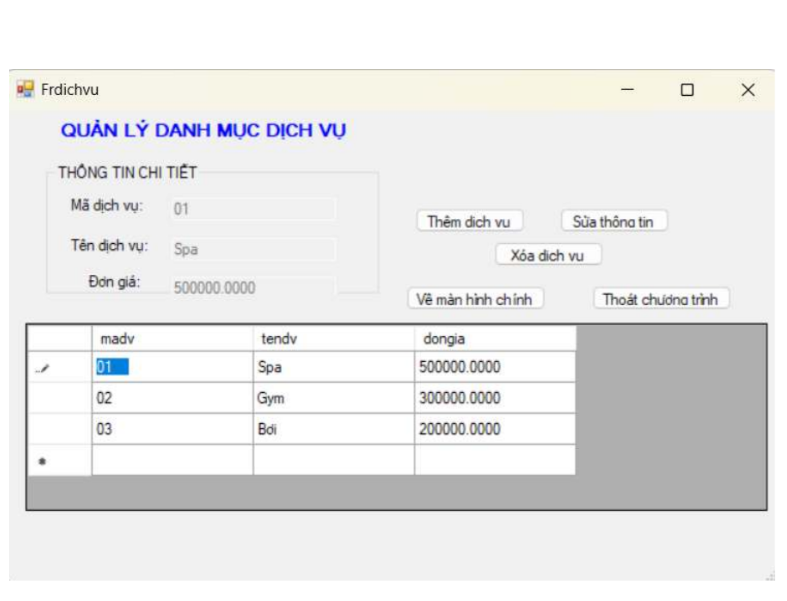 Frdichvu
QUẢN LÝ DANH MỤC DỊCH VỤ
THÔNG TIN CHI TIẾT
Mã dịch vụ: 01
Tên dịch vụ: Spa
Đơn giá: 500000.0000
Thêm dịch vụ Sửa thông tin
Xóa dịch vụ
Về màn hình chính Thoát chương trình
madv tendv dongia
01 Spa 500000.0000
02 Gym 300000.0000
03 Bơi 200000.0000